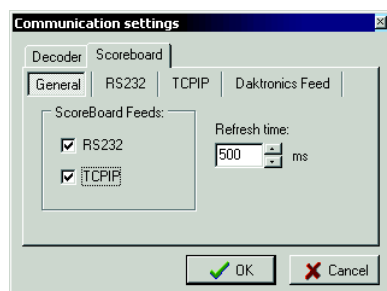 Communication settings
Decoder Scoreboard
General RS232 TCPIP Daktronics Feed
ScoreBoard Feeds:
RS232
TCPIP
Refresh time:
500 ms
OK Cancel